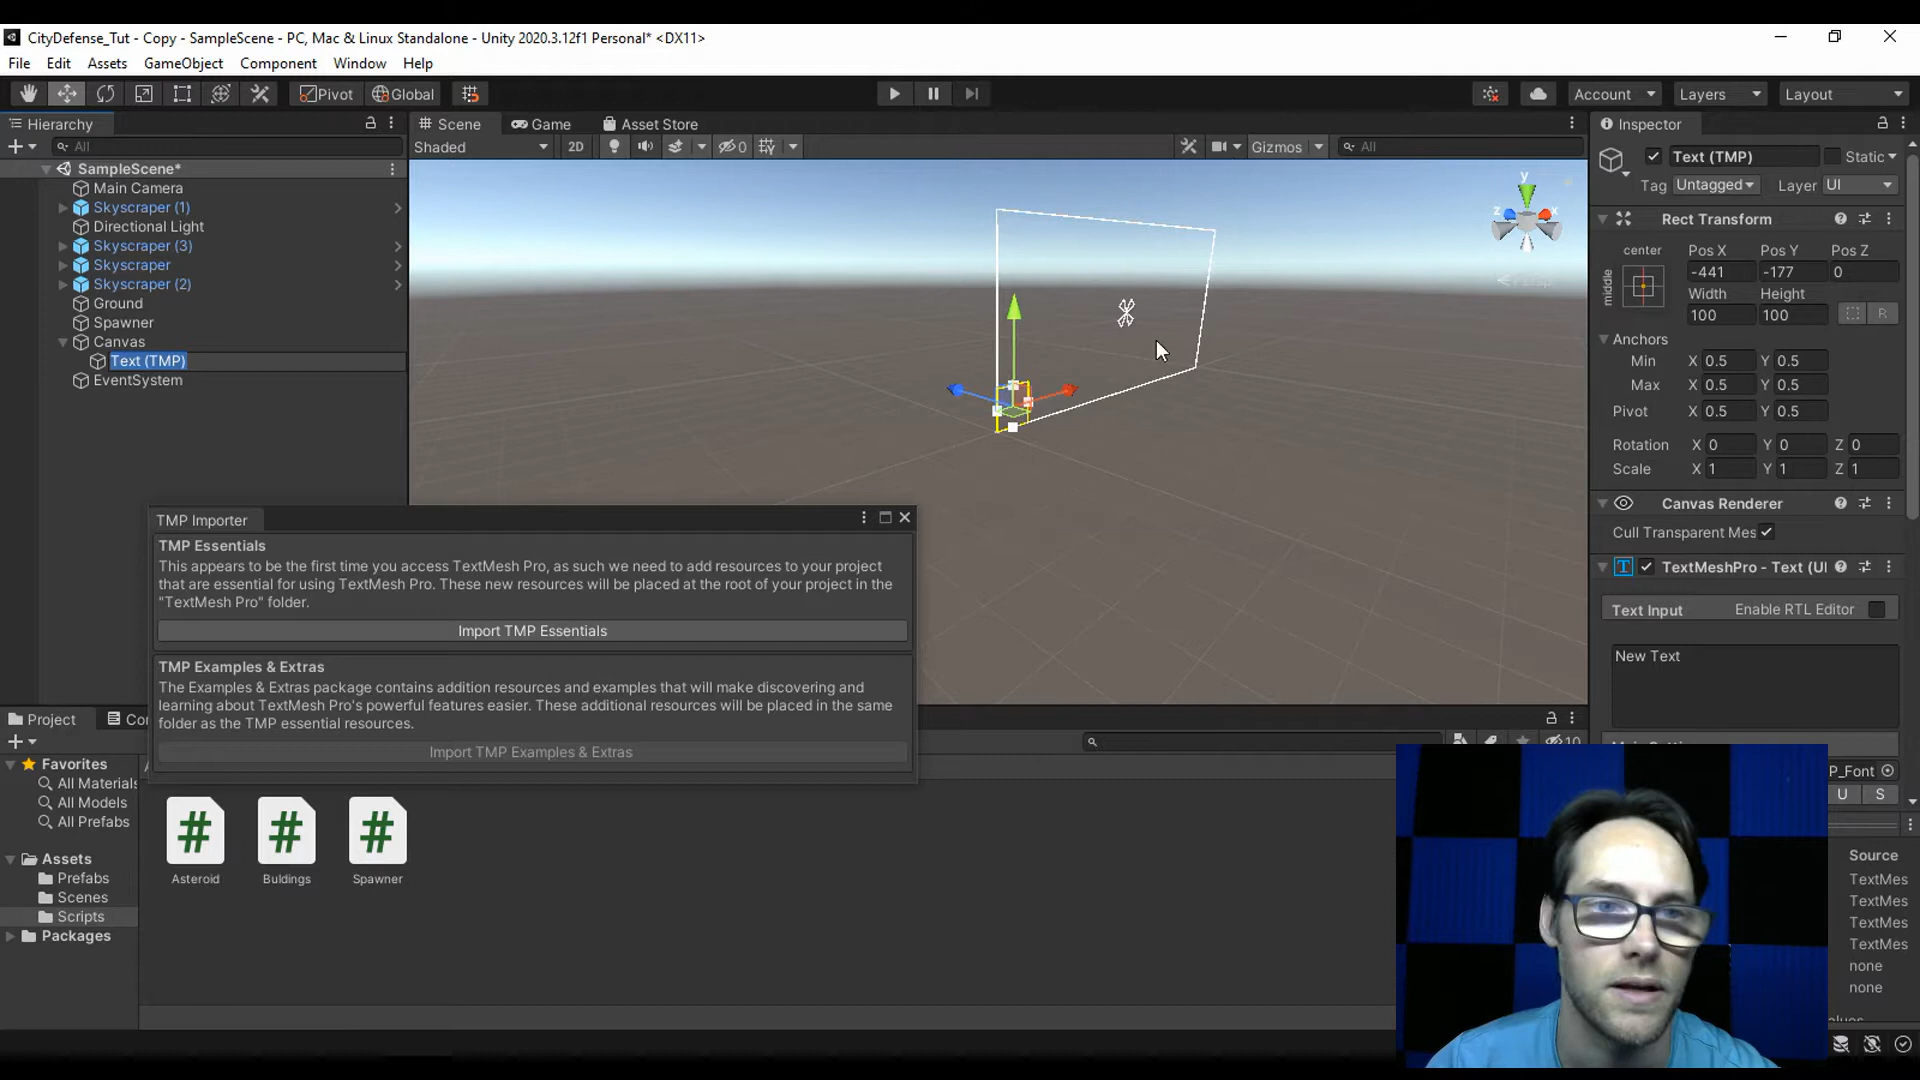 CityDefense_Tut - Copy - SampleScene - PC, Mac & Linux Standalone - Unity 2020.3.12f1 Personal* <DX11>
File Edit Assets GameObject Component Window Help
Pivot Global Account Layers Layout
Hierarchy
All
SampleScene*
Main Camera
Skyscraper (1)
Directional Light
Skyscraper (3)
Skyscraper
Skyscraper (2)
Ground
Spawner
Canvas
Text (TMP)
EventSystem
Scene Game Asset Store
Shaded 2D 0 Gizmos All
y
z x
Inspector
Text (TMP) Static
Tag Untagged Layer UI
Rect Transform
center Pos X Pos Y Pos Z
middle -441 -177 0
Width Height
100 100 R
Anchors
Min X 0.5 Y 0.5
Max X 0.5 Y 0.5
Pivot X 0.5 Y 0.5
Rotation X 0 Y 0 Z 0
Scale X 1 Y 1 Z 1
Canvas Renderer
Cull Transparent Mes
T TextMeshPro - Text (UI
Text Input Enable RTL Editor
New Text
P_Font
U S
Source
TextMes
TextMes
TextMes
TextMes
none
none
TMP Importer
TMP Essentials
This appears to be the first time you access TextMesh Pro, as such we need to add resources to your project
that are essential for using TextMesh Pro. These new resources will be placed at the root of your project in the
"TextMesh Pro" folder.
Import TMP Essentials
TMP Examples & Extras
The Examples & Extras package contains addition resources and examples that will make discovering and
learning about TextMesh Pro's powerful features easier. These additional resources will be placed in the same
folder as the TMP essential resources.
Import TMP Examples & Extras
Project Co
10
Favorites
All Materials
All Models
All Prefabs
Assets
Prefabs
Scenes
Scripts
Packages
# # #
Asteroid Buldings Spawner